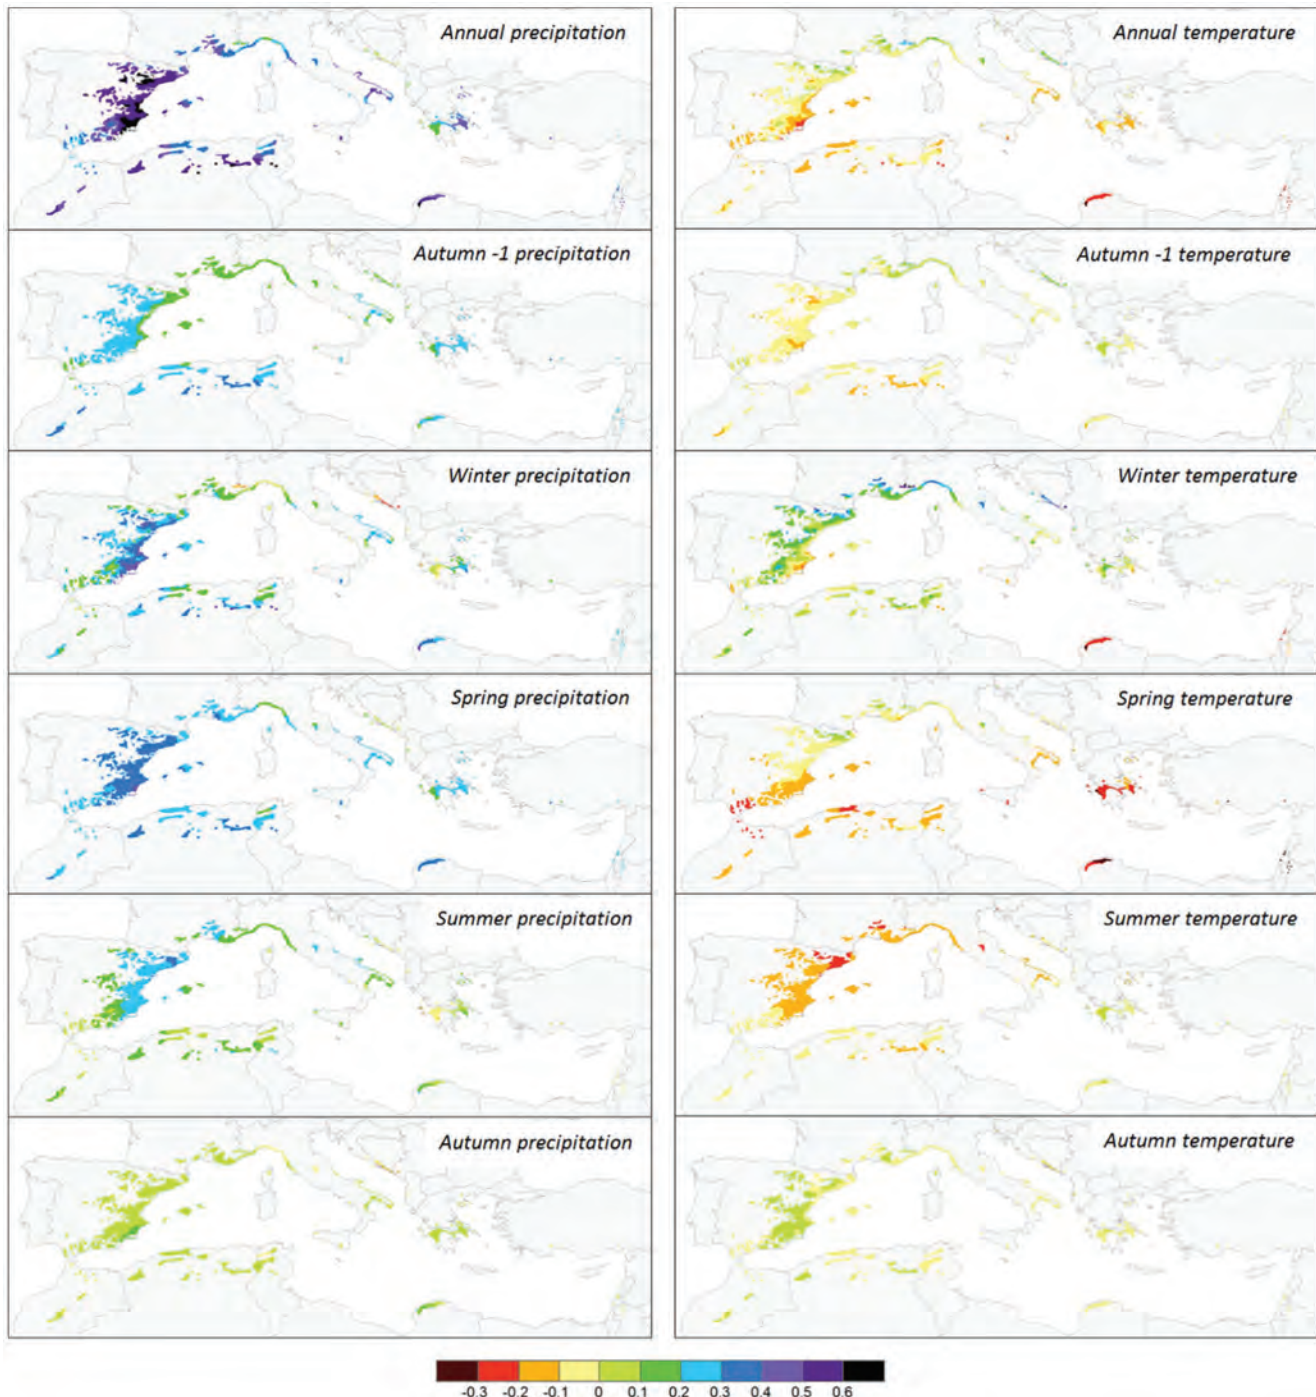 Annual precipitation
Annual temperature
Autumn -1 precipitation
Autumn -1 temperature
Winter precipitation
Winter temperature
Spring precipitation
Spring temperature
Summer precipitation
Summer temperature
Autumn precipitation
Autumn temperature
-0.3 -0.2 -0.1 0 0.1 0.2 0.3 0.4 0.5 0.6